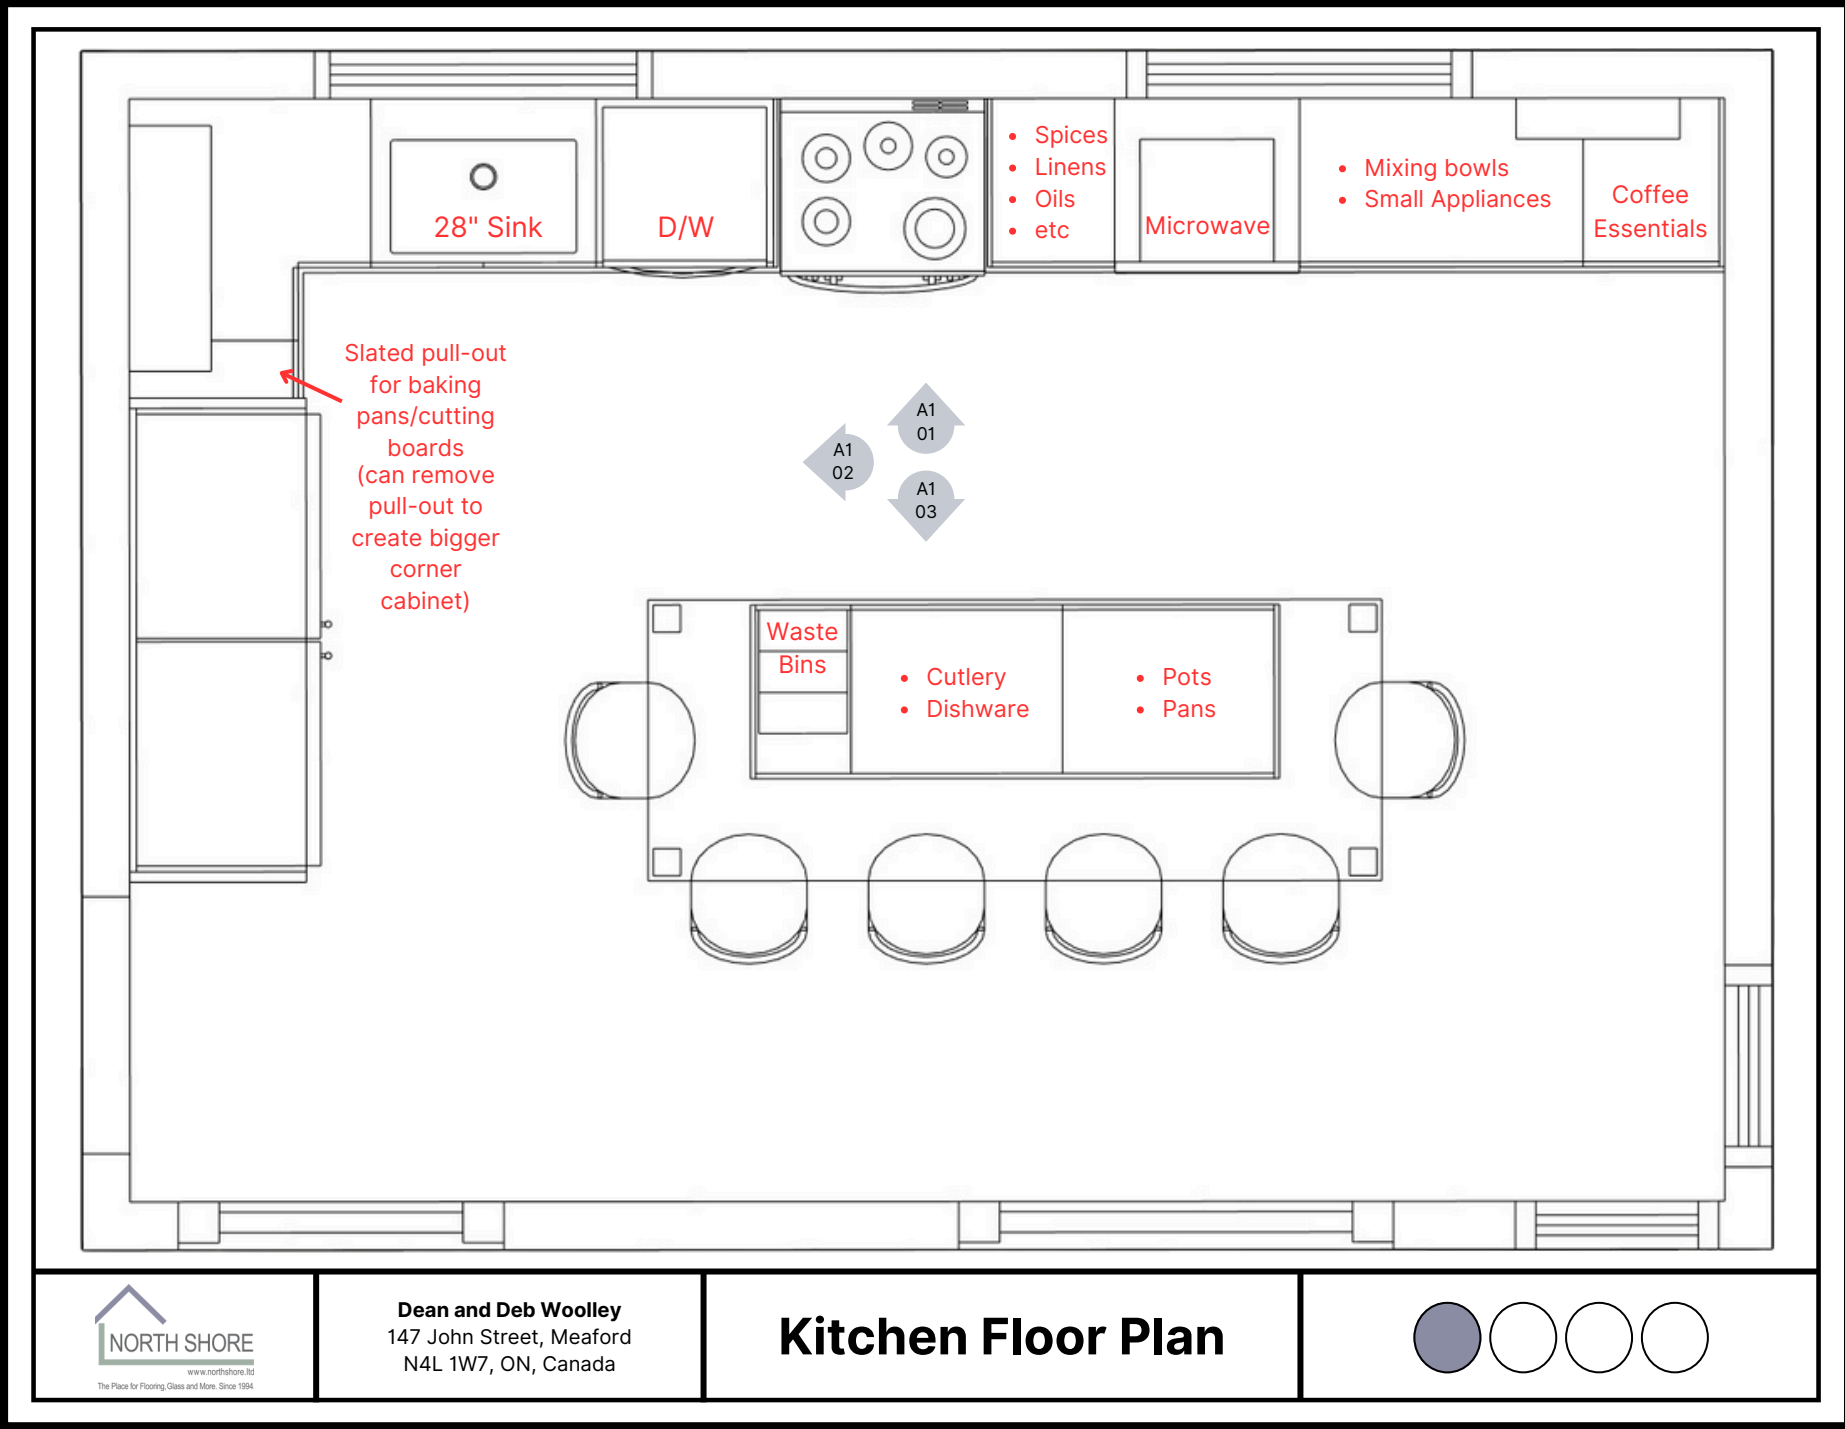 • Spices
• Linens
• Oils
• etc
• Mixing bowls
• Small Appliances
Coffee
Essentials
28" Sink
D/W
Microwave
Slated pull-out
for baking
pans/cutting
boards
(can remove
pull-out to
create bigger
corner
cabinet)
A1
01
A1
02
A1
03
Waste
Bins
• Cutlery
• Dishware
• Pots
• Pans
NORTH SHORE
www.northshore.ltd
The Place for Flooring, Glass and More. Since 1994
Dean and Deb Woolley
147 John Street, Meaford
N4L 1W7, ON, Canada
Kitchen Floor Plan